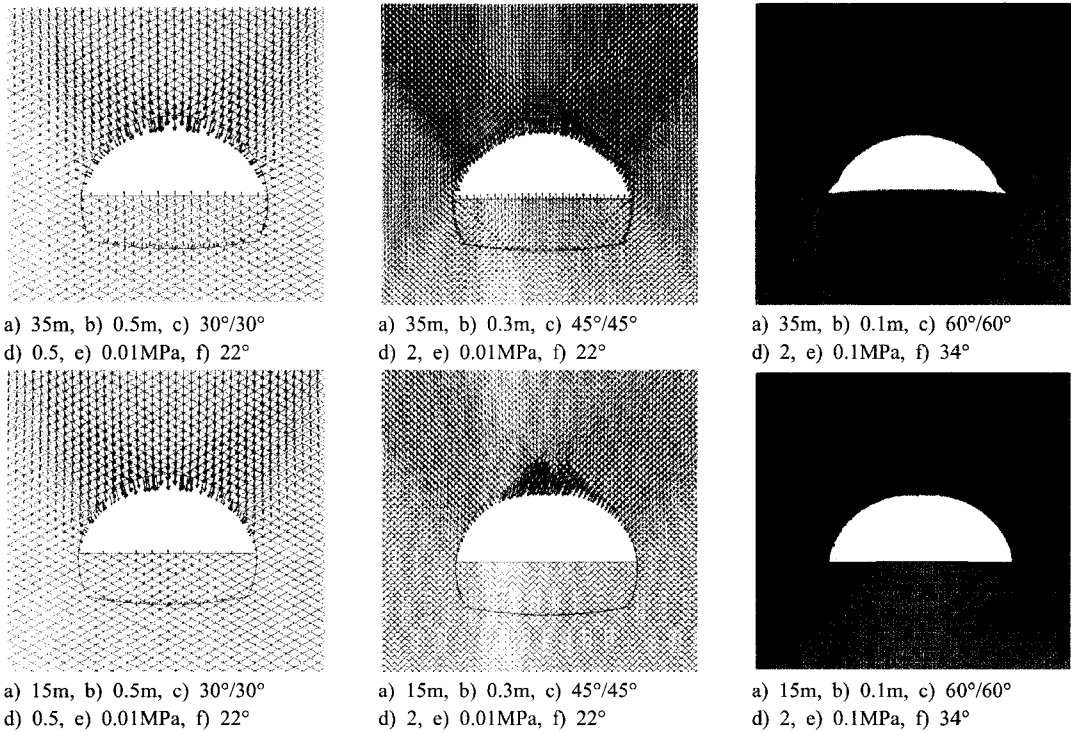 a) 35m, b) 0.5m, c) 30°/30°
d) 0.5, e) 0.01MPa, f) 22°
a) 35m, b) 0.3m, c) 45°/45°
d) 2, e) 0.01MPa, f) 22°
a) 35m, b) 0.1m, c) 60°/60°
d) 2, e) 0.1MPa, f) 34°
a) 15m, b) 0.5m, c) 30°/30°
d) 0.5, e) 0.01MPa, f) 22°
a) 15m, b) 0.3m, c) 45°/45°
d) 2, e) 0.01MPa, f) 22°
a) 15m, b) 0.1m, c) 60°/60°
d) 2, e) 0.1MPa, f) 34°